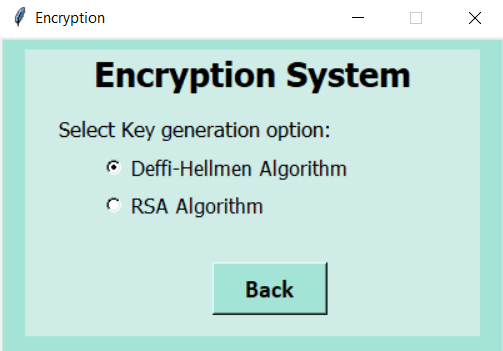 Encryption
Encryption System
Select Key generation option:
Deffi-Hellmen Algorithm
RSA Algorithm
Back